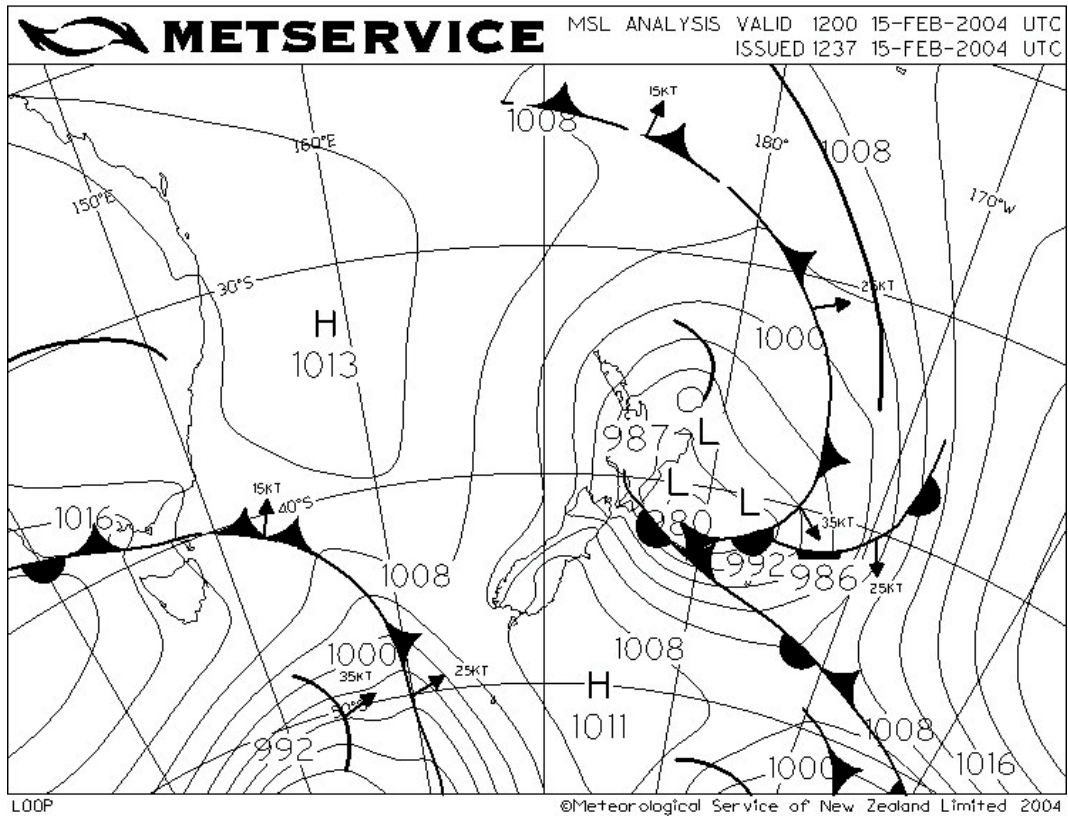 METSERVICE
MSL ANALYSIS VALID 1200 15-FEB-2004 UTC
ISSUED 1237 15-FEB-2004 UTC
15KT
1008
160°E
180°
1008
150°E
170°W
30°S
25KT
H
1013
1000
987
L
15KT
40°S
L
L
1016
980
35KT
1008
992
986
25KT
1000
1008
35KT
25KT
50°S
H
1011
992
1008
1000
1016
LOOP
©Meteorological Service of New Zealand Limited 2004